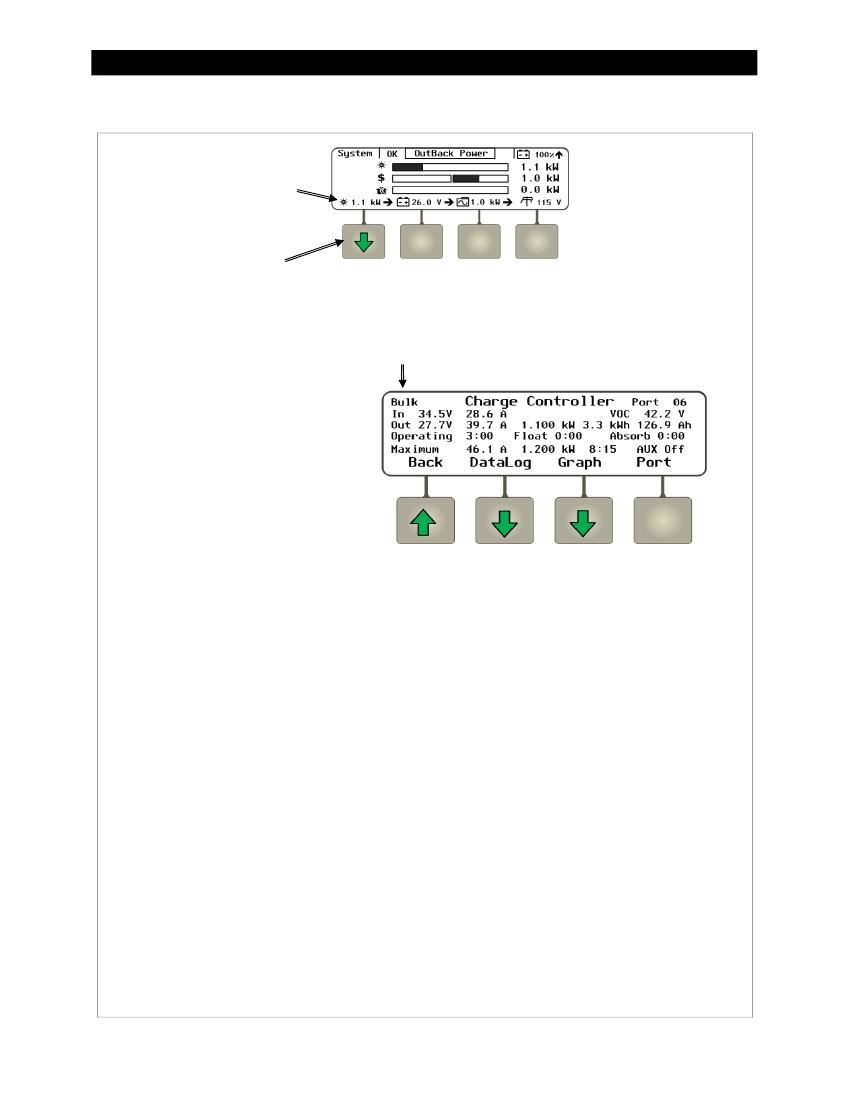 System OK OutBack Power 100%
1.1 kW
$ 1.0 kW
0.0 kW
1.1 kW 26.0 V 1.0 kW 115 V
Bulk Charge Controller Port 06
In 34.5V 28.6 A VOC 42.2 V
Out 27.7V 39.7 A 1.100 kW 3.3 kWh 126.9 Ah
Operating 3:00 Float 0:00 Absorb 0:00
Maximum 46.1 A 1.200 kW 8:15 AUX Off
Back DataLog Graph Port